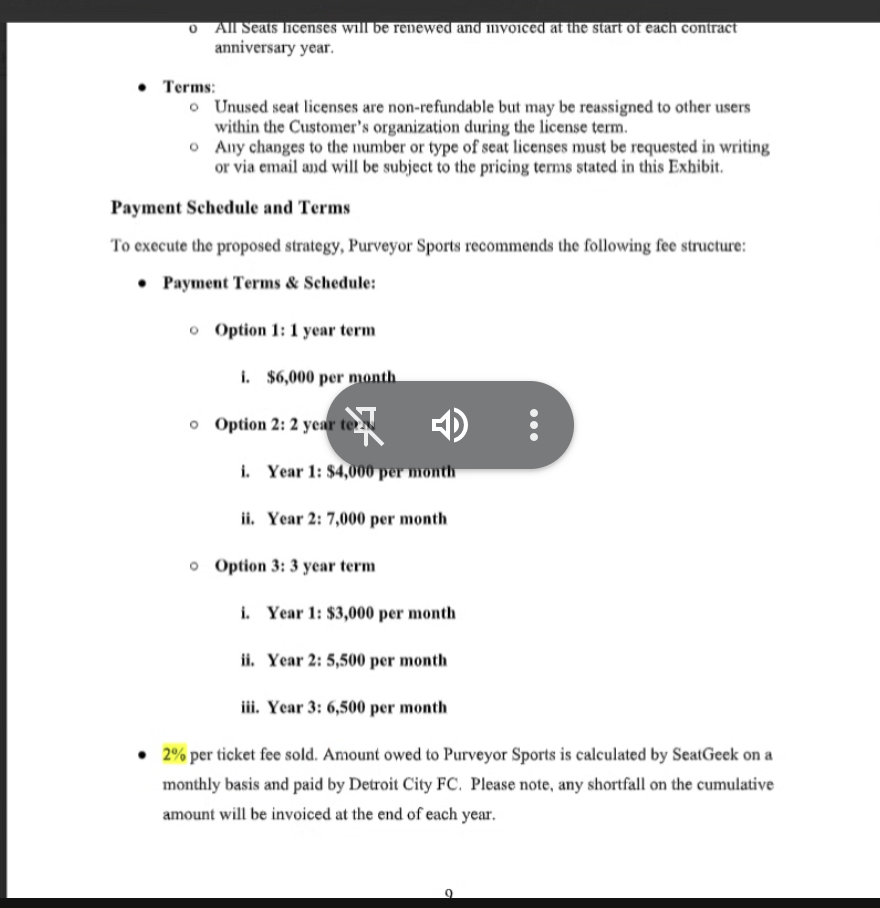 o All Seats licenses will be renewed and invoiced at the start of each contract
anniversary year.
• Terms:
o Unused seat licenses are non-refundable but may be reassigned to other users
within the Customer's organization during the license term.
o Any changes to the number or type of seat licenses must be requested in writing
or via email and will be subject to the pricing terms stated in this Exhibit.
Payment Schedule and Terms
To execute the proposed strategy, Purveyor Sports recommends the following fee structure:
• Payment Terms & Schedule:
o Option 1: 1 year term
i. $6,000 per month
o Option 2: 2 year term
i. Year 1: $4,000 per month
ii. Year 2: 7,000 per month
o Option 3: 3 year term
i. Year 1: $3,000 per month
ii. Year 2: 5,500 per month
iii. Year 3: 6,500 per month
• 2% per ticket fee sold. Amount owed to Purveyor Sports is calculated by SeatGeek on a
monthly basis and paid by Detroit City FC. Please note, any shortfall on the cumulative
amount will be invoiced at the end of each year.
9